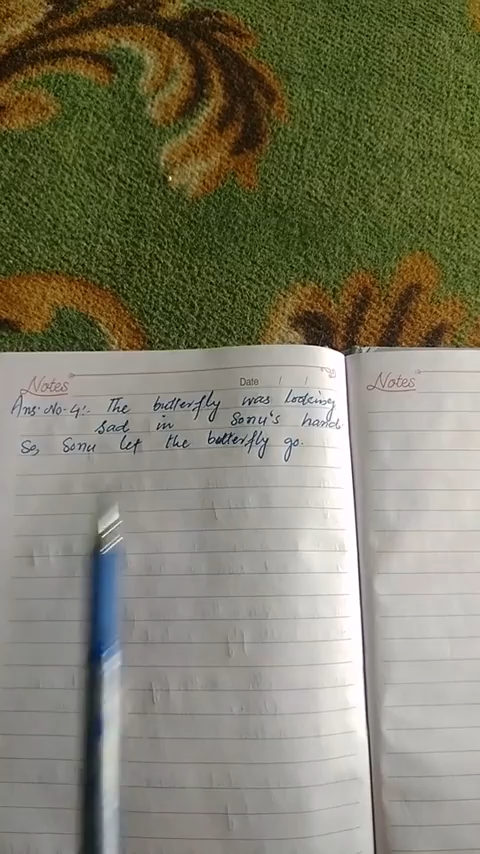 Notes
Date / /
Notes
Ans: No-4:- The butterfly was looking
sad in Sonu's hand.
So, Sonu let the butterfly go.